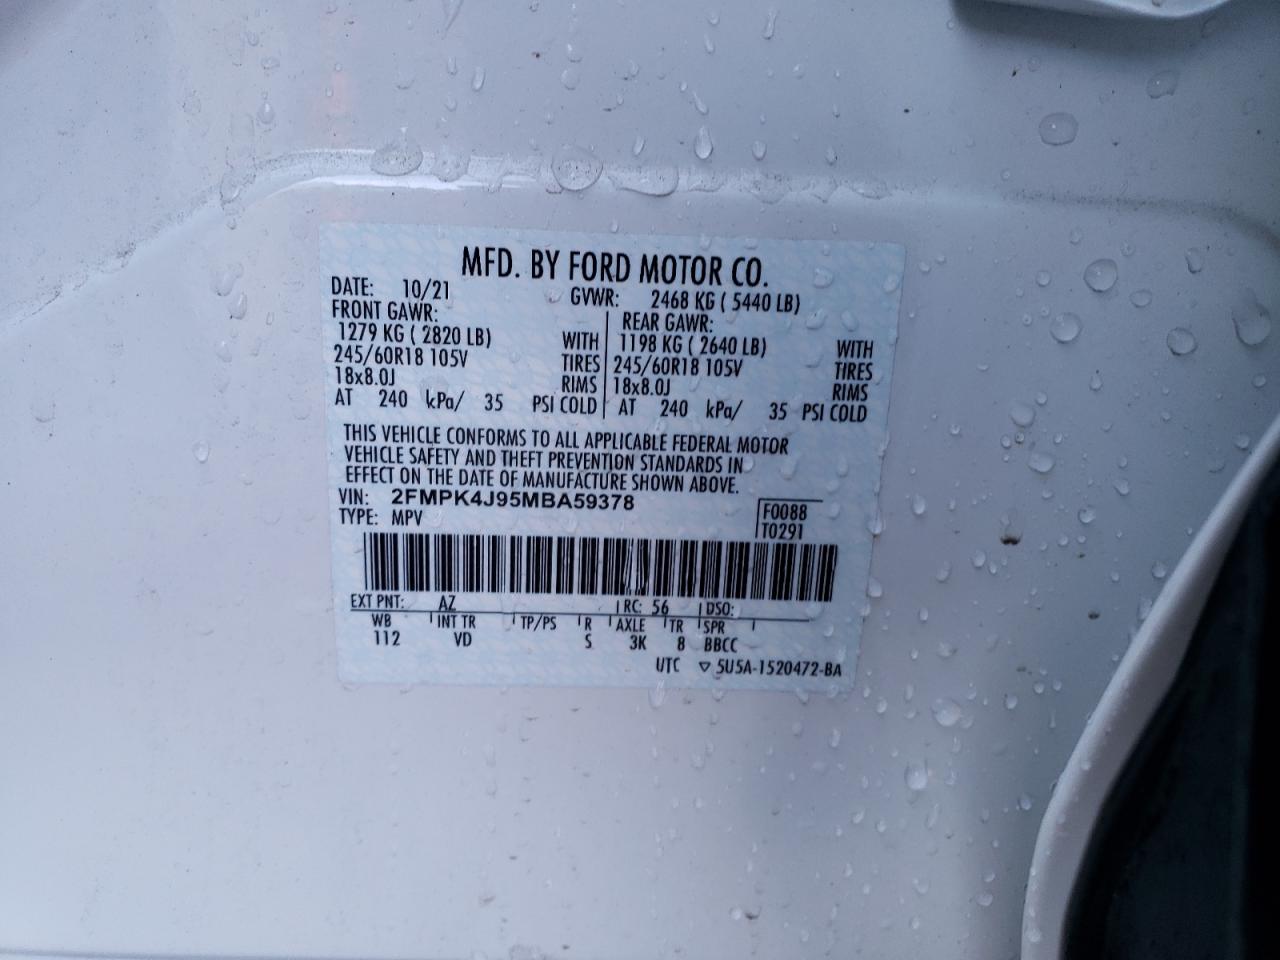 MFD. BY FORD MOTOR CO.
DATE: 10/21 GVWR: 2468 KG ( 5440 LB)
FRONT GAWR: REAR GAWR:
1279 KG ( 2820 LB) WITH 1198 KG ( 2640 LB) WITH
245/60R18 105V TIRES 245/60R18 105V TIRES
18x8.0J RIMS 18x8.0J RIMS
AT 240 kPa/ 35 PSI COLD AT 240 kPa/ 35 PSI COLD
THIS VEHICLE CONFORMS TO ALL APPLICABLE FEDERAL MOTOR
VEHICLE SAFETY AND THEFT PREVENTION STANDARDS IN
EFFECT ON THE DATE OF MANUFACTURE SHOWN ABOVE.
VIN: 2FMPK4J95MBA59378 F0088
TYPE: MPV T0291
EXT PNT: AZ RC: 56 DSO:
WB INT TR TP/PS R AXLE TR SPR
112 VD S 3K 8 BBCC
UTC ▽ 5U5A-1520472-BA